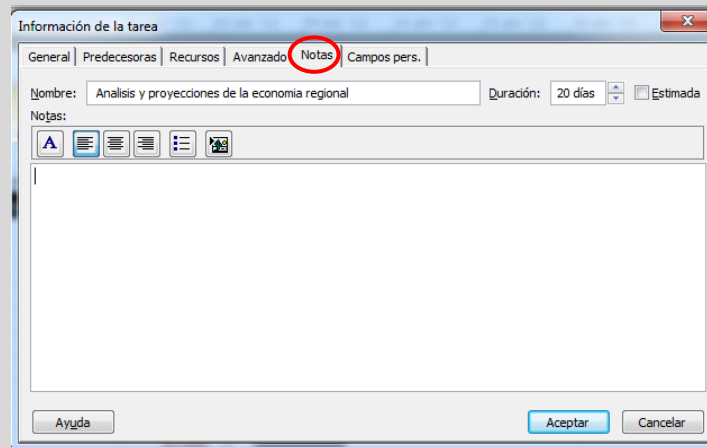 Información de la tarea
General Predecesoras Recursos Avanzado Notas Campos pers.
Nombre: Analisis y proyecciones de la economia regional Duración: 20 días Estimada
Notas:
A
Ayuda Aceptar Cancelar